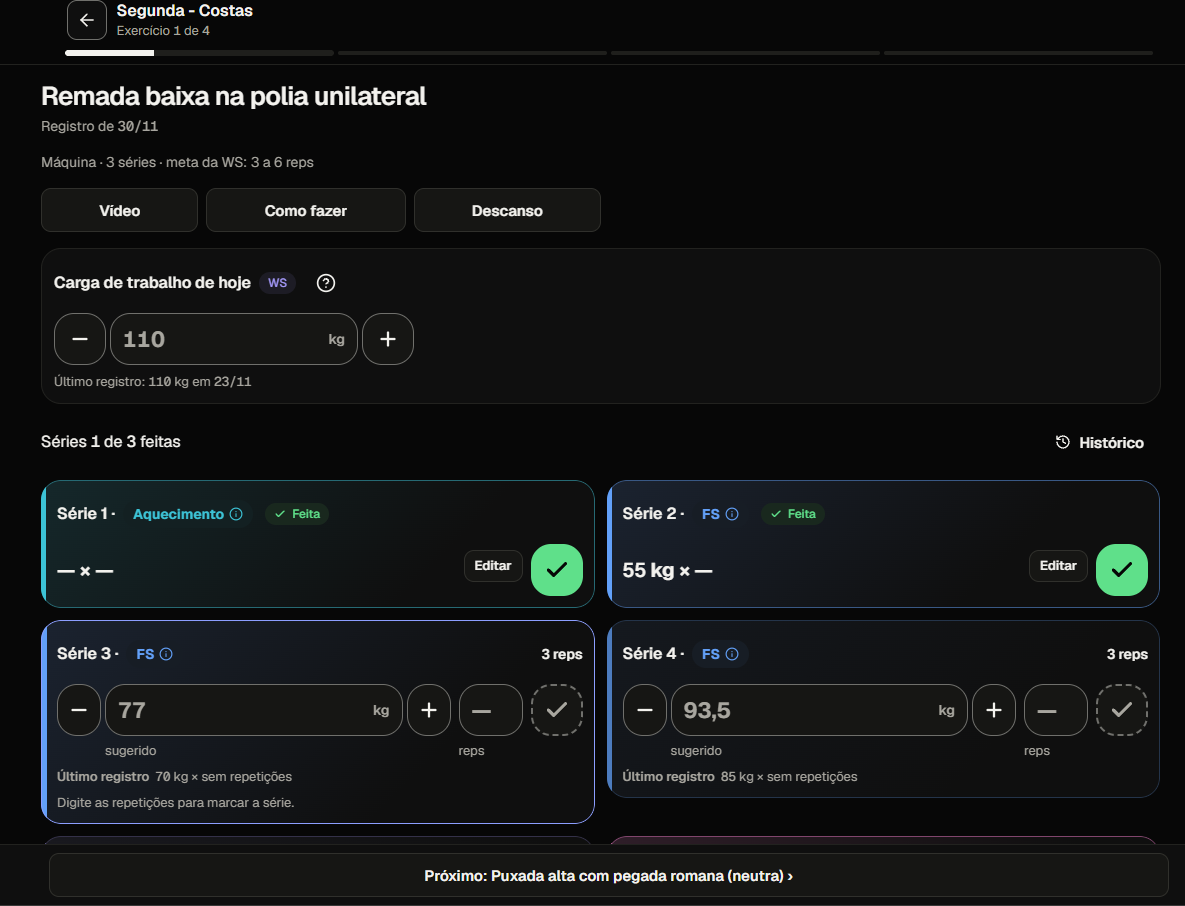 Segunda - Costas
Exercício 1 de 4
Remada baixa na polia unilateral
Registro de 30/11
Máquina · 3 séries · meta da WS: 3 a 6 reps
Vídeo Como fazer Descanso
Carga de trabalho de hoje WS ?
− 110 kg +
Último registro: 110 kg em 23/11
Séries 1 de 3 feitas
Histórico
Série 1 · Aquecimento Feita
— × —
Editar
Série 2 · FS Feita
55 kg × —
Editar
Série 3 · FS 3 reps
− 77 kg + —
sugerido reps
Último registro 70 kg × sem repetições
Digite as repetições para marcar a série.
Série 4 · FS 3 reps
− 93,5 kg + —
sugerido reps
Último registro 85 kg × sem repetições
Próximo: Puxada alta com pegada romana (neutra) ›